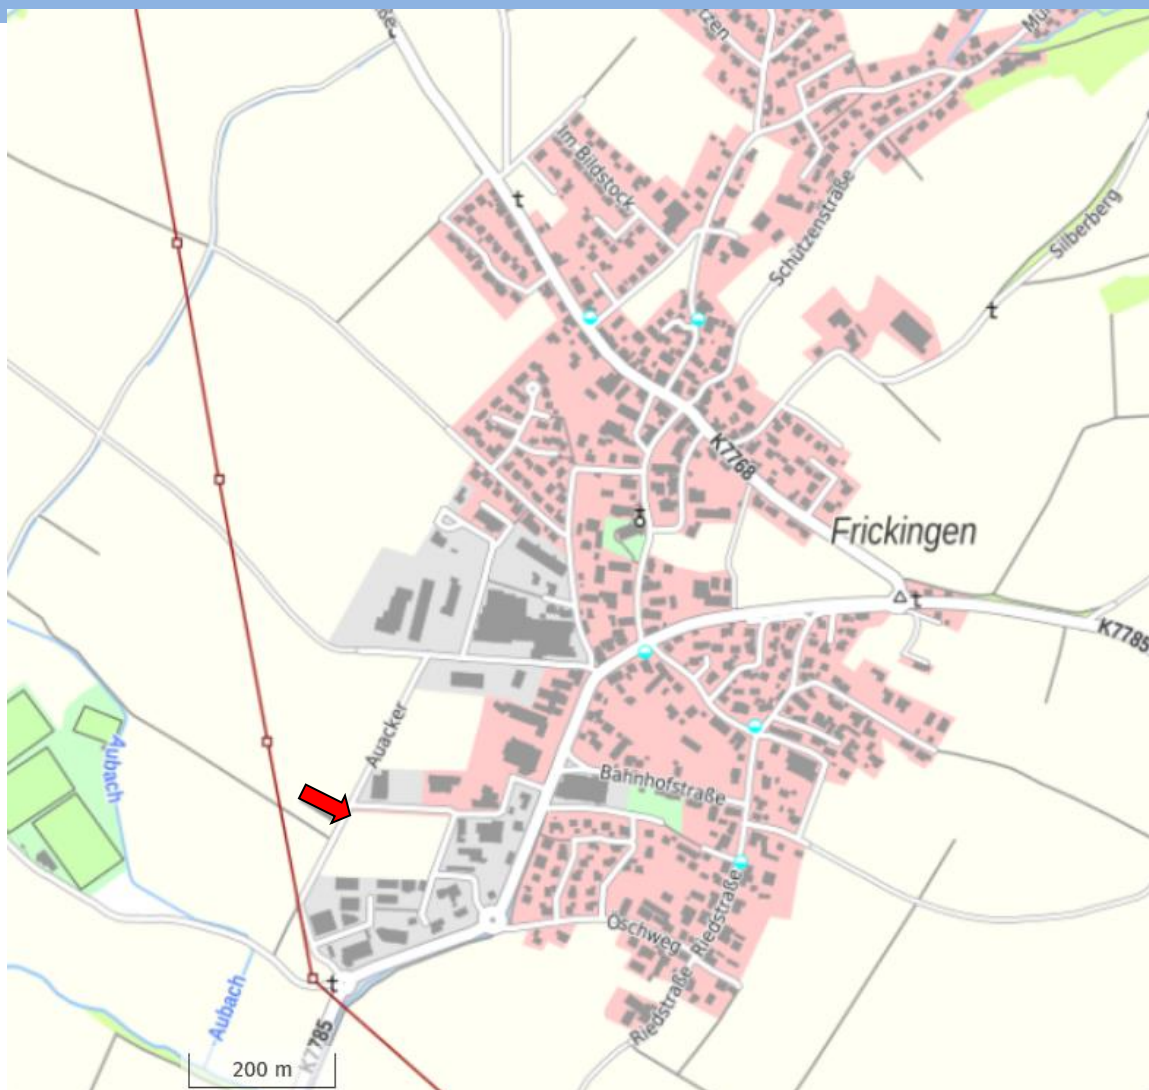 Im Bildstock
Schützenstraße
Silberberg
K7768
Frickingen
K7785
Auacker
Aubach
Bahnhofstraße
Riedstraße
Öschweg
Riedstraße
Aubach
K7785
200 m